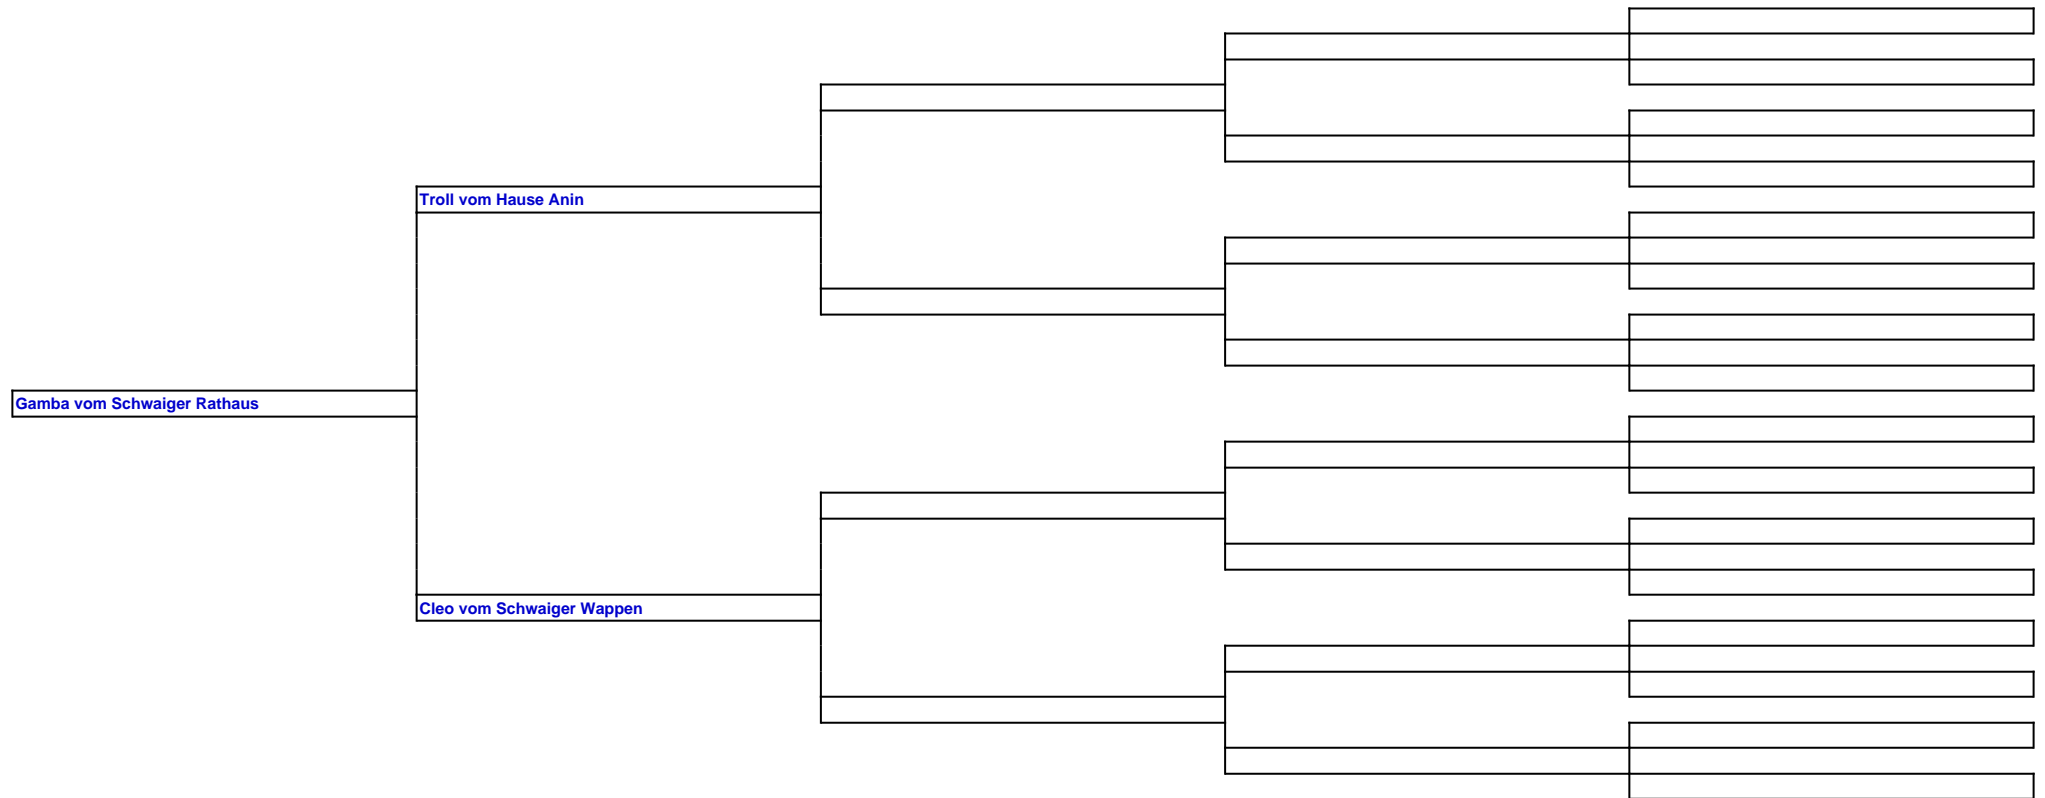 Troll vom Hause Anin
Gamba vom Schwaiger Rathaus
Cleo vom Schwaiger Wappen